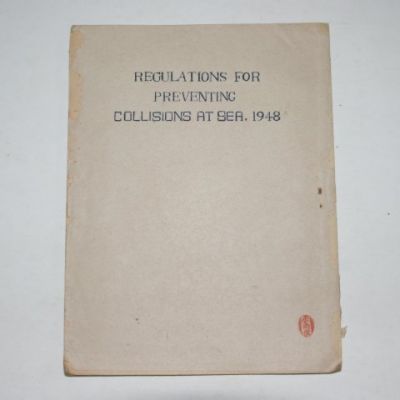 REGULATIONS FOR
PREVENTING
COLLISIONS AT SEA, 1948